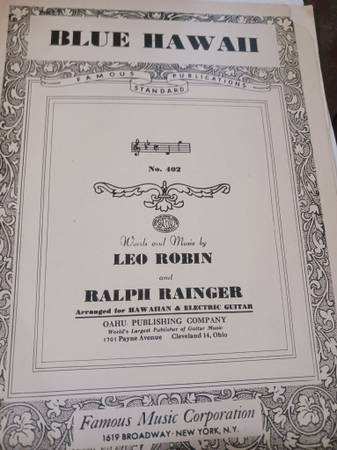 BLUE HAWAII
FAMOUS STANDARD PUBLICATIONS
No. 402
Words and Music by
LEO ROBIN
and
RALPH RAINGER
Arranged for HAWAIIAN & ELECTRIC GUITAR
OAHU PUBLISHING COMPANY
World's Largest Publisher of Guitar Music
1701 Payne Avenue Cleveland 14, Ohio
Famous Music Corporation
1619 BROADWAY · NEW YORK, N.Y.